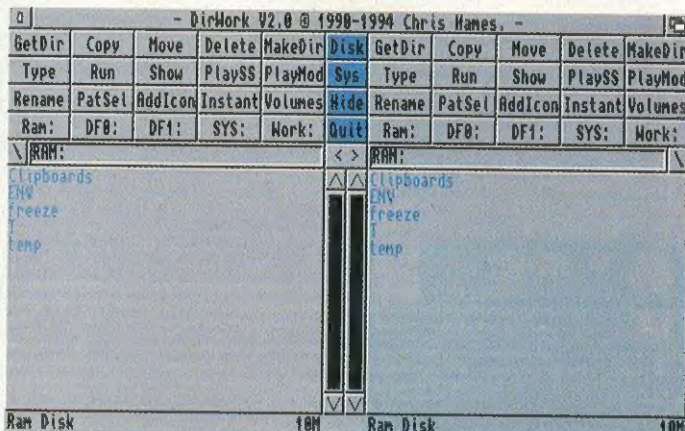 - DirWork V2.0 © 1990-1994 Chris Hames. -
GetDir Copy Move Delete MakeDir Disk GetDir Copy Move Delete MakeDir
Type Run Show PlaySS PlayMod Sys Type Run Show PlaySS PlayMod
Rename PatSel AddIcon Instant Volumes Hide Rename PatSel AddIcon Instant Volumes
Ram: DF0: DF1: SYS: Work: Quit Ram: DF0: DF1: SYS: Work:
\ RAM: < > RAM: \
Clipboards Clipboards
ENV ENV
freeze freeze
T T
temp temp
Ram Disk 10M Ram Disk 10M